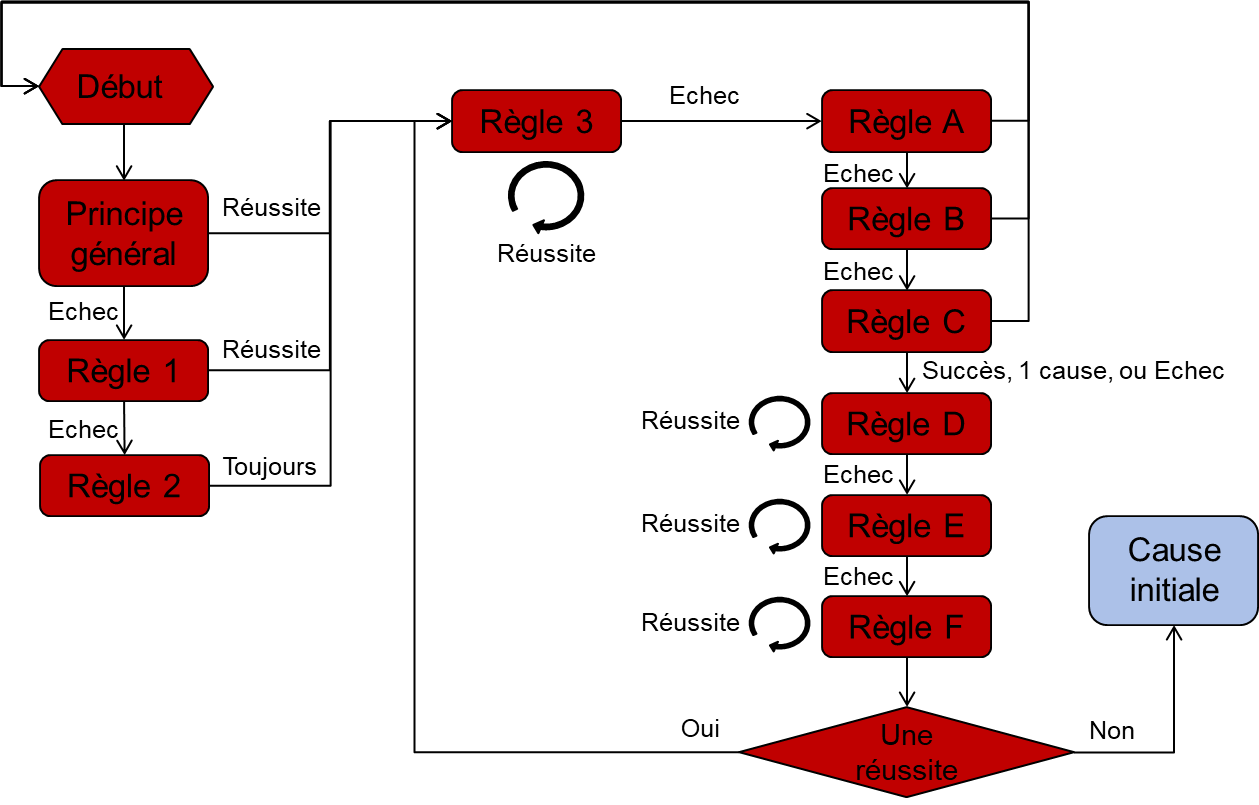 Début
Principe
général
Réussite
Echec
Règle 1
Réussite
Echec
Règle 2
Toujours
Règle 3
Réussite
Echec
Règle A
Echec
Règle B
Echec
Règle C
Succès, 1 cause, ou Echec
Réussite
Règle D
Echec
Réussite
Règle E
Echec
Réussite
Règle F
Une
réussite
Oui
Non
Cause
initiale